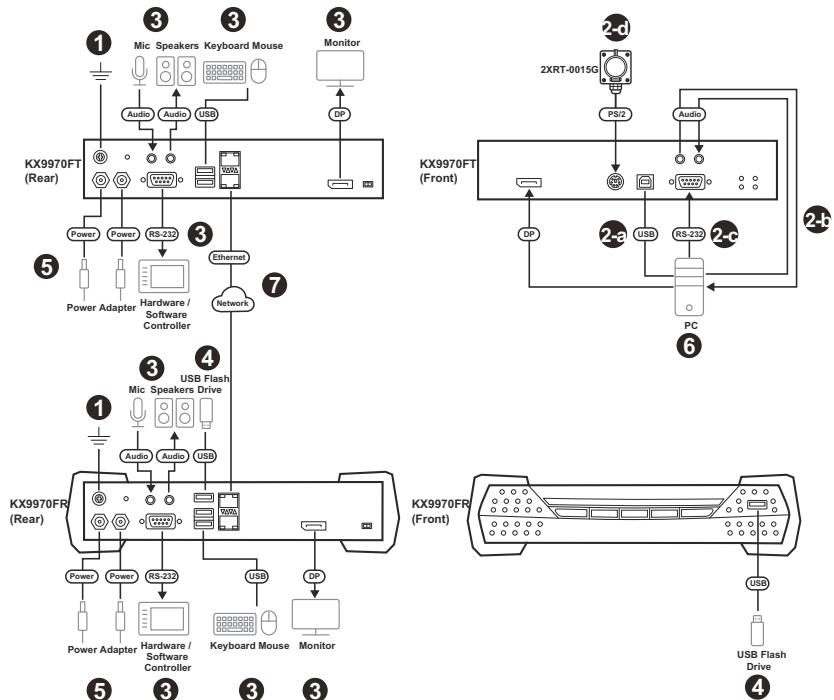 1
3
3
3
Mic Speakers Keyboard Mouse
Monitor
Audio
Audio
USB
DP
KX9970FT
(Rear)
Power
Power
RS-232
3
Ethernet
5
Power Adapter
Hardware /
Software
Controller
Network
7
2-d
2XRT-0015G
PS/2
Audio
KX9970FT
(Front)
DP
2-a
USB
RS-232
2-c
2-b
PC
6
1
3
4
Mic Speakers
USB Flash
Drive
Audio
Audio
USB
KX9970FR
(Rear)
Power
Power
RS-232
USB
DP
Power Adapter
Hardware /
Software
Controller
Keyboard Mouse
Monitor
5
3
3
3
KX9970FR
(Front)
USB
USB Flash
Drive
4